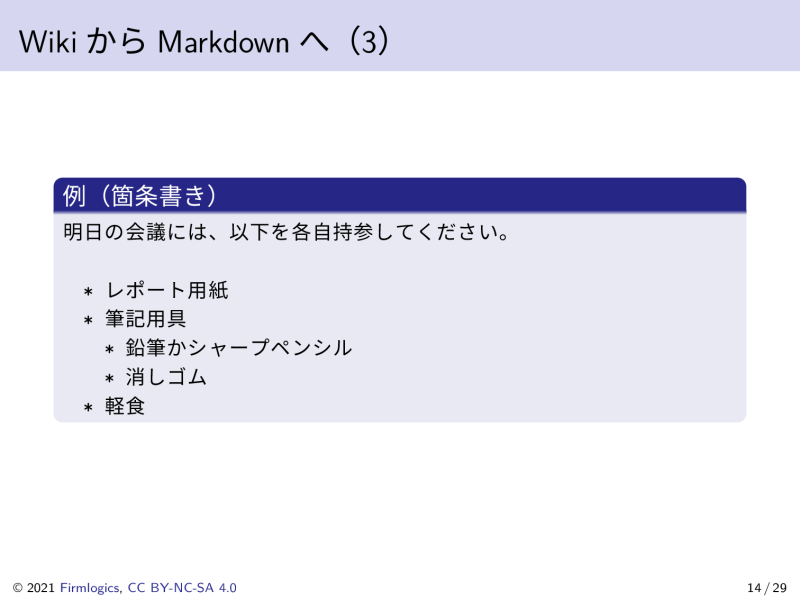 Wiki から Markdown へ（3）
例（箇条書き）
明日の会議には、以下を各自持参してください。
* レポート用紙
* 筆記用具
* 鉛筆かシャープペンシル
* 消しゴム
* 軽食
© 2021 Firmlogics, CC BY-NC-SA 4.0
14 / 29